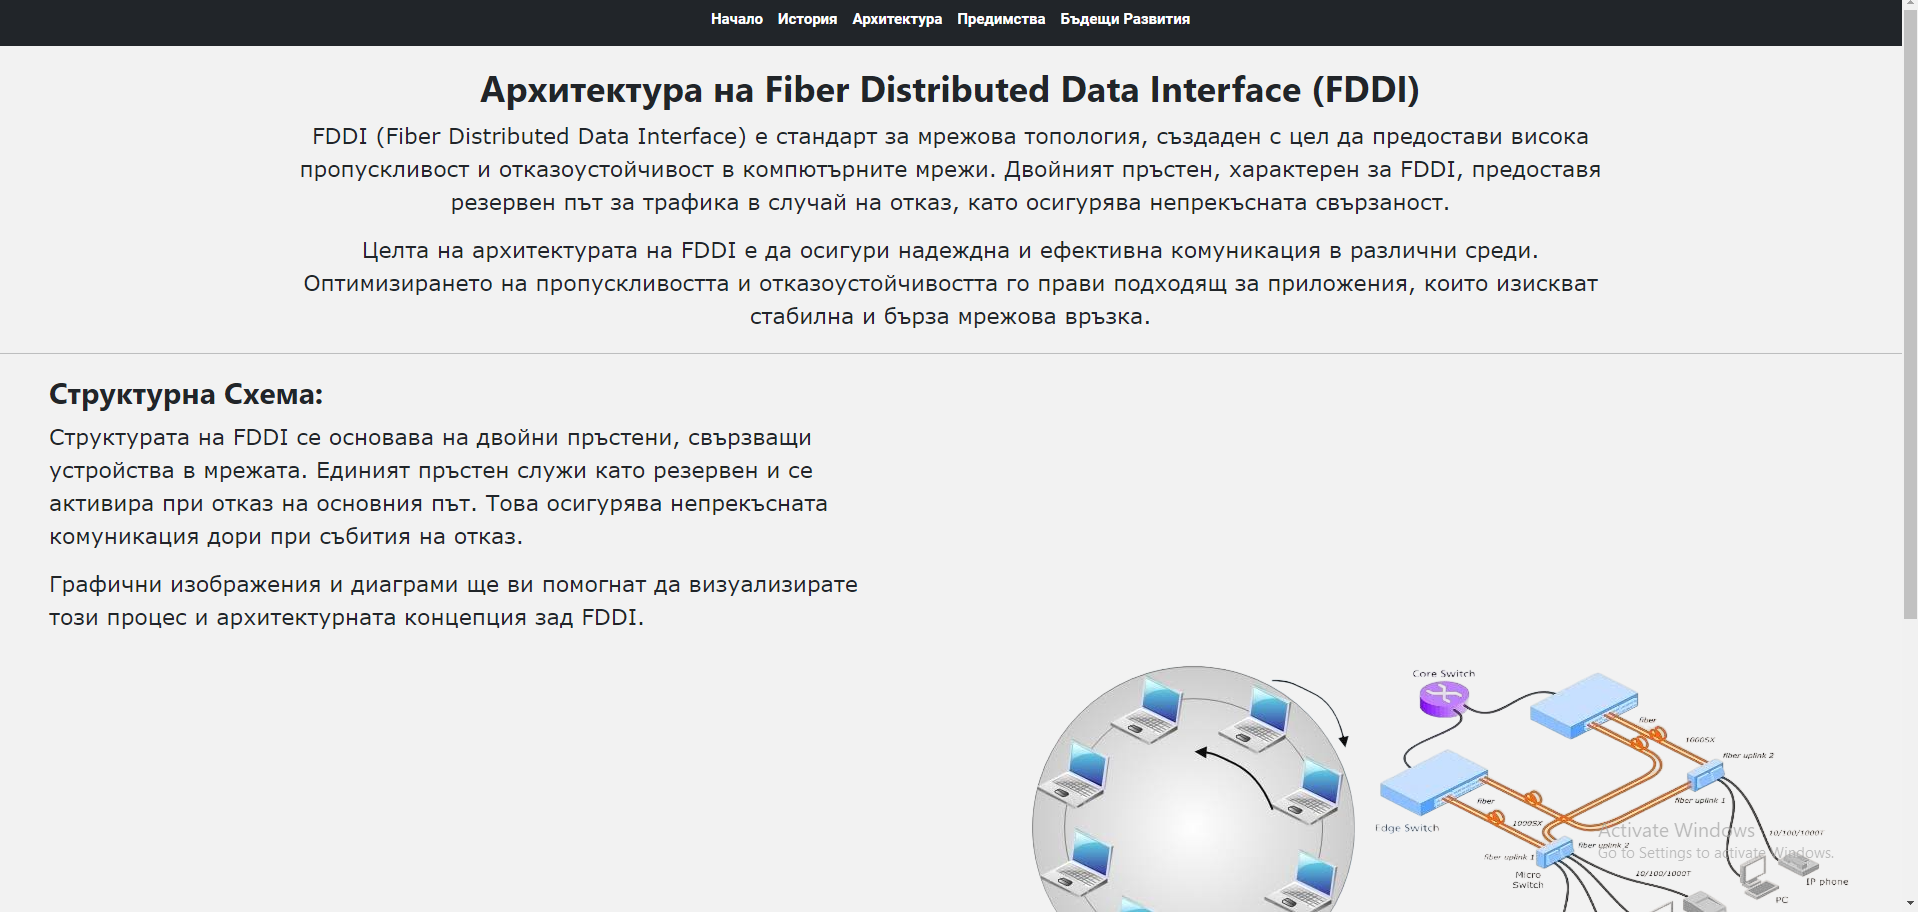 Начало История Архитектура Предимства Бъдещи Развития
Архитектура на Fiber Distributed Data Interface (FDDI)
FDDI (Fiber Distributed Data Interface) е стандарт за мрежова топология, създаден с цел да предостави висока
пропускливост и отказоустойчивост в компютърните мрежи. Двойният пръстен, характерен за FDDI, предоставя
резервен път за трафика в случай на отказ, като осигурява непрекъсната свързаност.
Целта на архитектурата на FDDI е да осигури надеждна и ефективна комуникация в различни среди.
Оптимизирането на пропускливостта и отказоустойчивостта го прави подходящ за приложения, които изискват
стабилна и бърза мрежова връзка.
Структурна Схема:
Структурата на FDDI се основава на двойни пръстени, свързващи
устройства в мрежата. Единият пръстен служи като резервен и се
активира при отказ на основния път. Това осигурява непрекъсната
комуникация дори при събития на отказ.
Графични изображения и диаграми ще ви помогнат да визуализирате
този процес и архитектурната концепция зад FDDI.
Core Switch
fiber
1000SX
fiber uplink 2
fiber uplink 1
fiber
1000SX
Edge Switch
10/100/1000T
fiber uplink 2
fiber uplink 1
Micro
Switch
10/100/1000T
IP phone
PC
Activate Windows
Go to Settings to activate Windows.